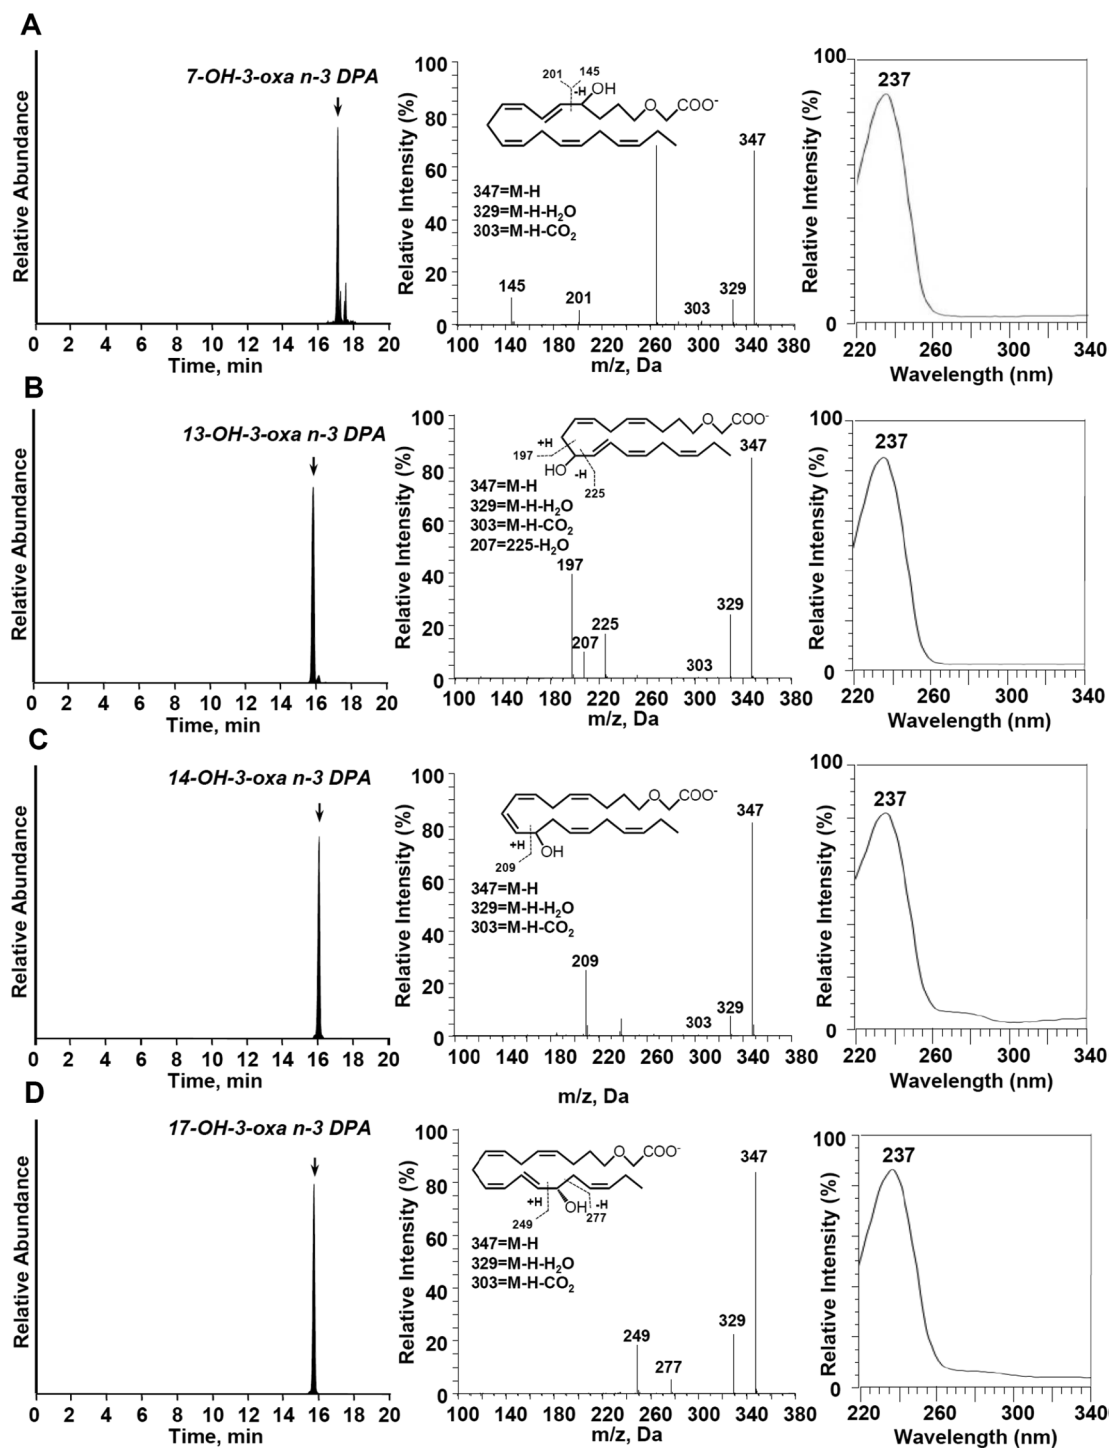 A
7-OH-3-oxa n-3 DPA
Relative Abundance
0 2 4 6 8 10 12 14 16 18 20
Time, min
Relative Intensity (%)
100
80
60
40
20
0
201
145
-H
OH
O
COO-
347=M-H
329=M-H-H2O
303=M-H-CO2
145
201
303
329
347
100 140 180 220 260 300 340 380
m/z, Da
Relative Intensity (%)
100
0
237
220 260 300 340
Wavelength (nm)
B
13-OH-3-oxa n-3 DPA
Relative Abundance
0 2 4 6 8 10 12 14 16 18 20
Time, min
Relative Intensity (%)
100
80
60
40
20
0
O
COO-
+H
197
HO
-H
225
347=M-H
329=M-H-H2O
303=M-H-CO2
207=225-H2O
197
207
225
303
329
347
100 140 180 220 260 300 340 380
m/z, Da
Relative Intensity (%)
100
0
237
220 260 300 340
Wavelength (nm)
C
14-OH-3-oxa n-3 DPA
Relative Abundance
0 2 4 6 8 10 12 14 16 18 20
Time, min
Relative Intensity (%)
100
80
60
40
20
0
O
COO-
+H
OH
209
347=M-H
329=M-H-H2O
303=M-H-CO2
209
303
329
347
100 140 180 220 260 300 340 380
m/z, Da
Relative Intensity (%)
100
0
237
220 260 300 340
Wavelength (nm)
D
17-OH-3-oxa n-3 DPA
Relative Abundance
0 2 4 6 8 10 12 14 16 18 20
Time, min
Relative Intensity (%)
100
80
60
40
20
0
O
COO-
+H
OH
-H
249
277
347=M-H
329=M-H-H2O
303=M-H-CO2
249
277
329
347
100 140 180 220 260 300 340 380
m/z, Da
Relative Intensity (%)
100
0
237
220 260 300 340
Wavelength (nm)